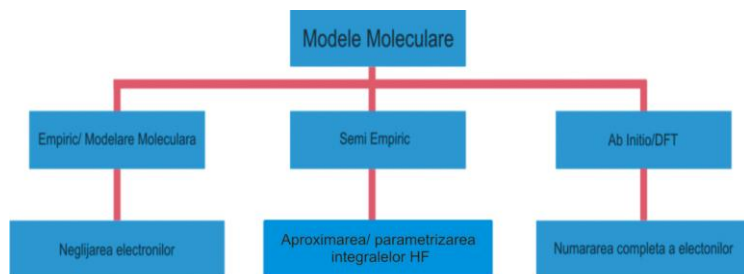 Modele Moleculare
Empiric/ Modelare Moleculara
Semi Empiric
Ab Initio/DFT
Neglijarea electronilor
Aproximarea/ parametrizarea
integralelor HF
Numararea completa a electonilor